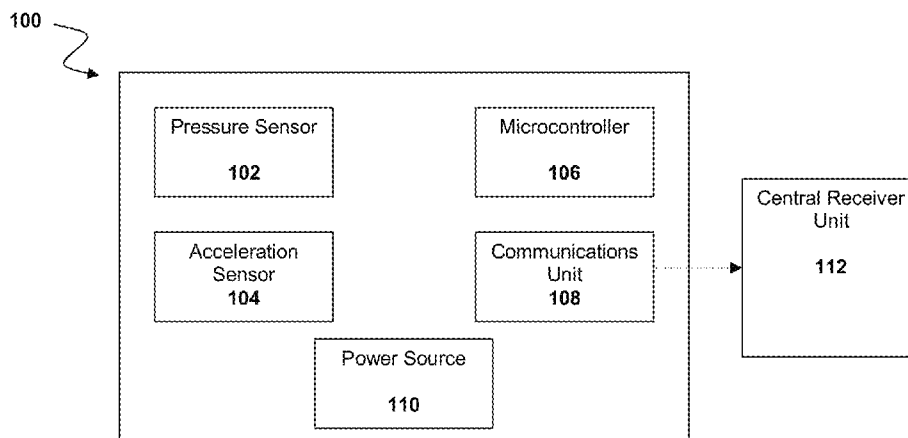 100
Pressure Sensor
102
Microcontroller
106
Acceleration
Sensor
104
Communications
Unit
108
Central Receiver
Unit
112
Power Source
110